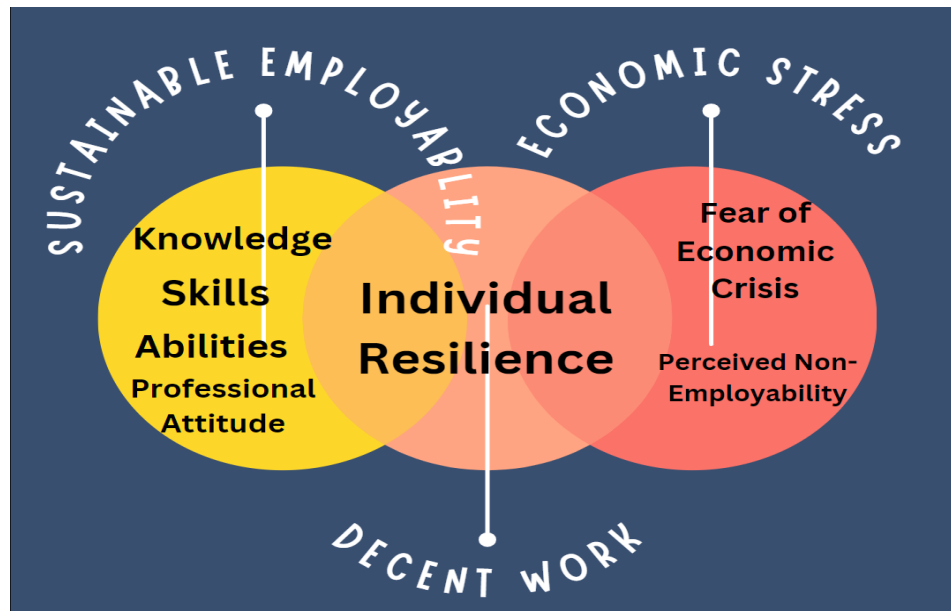 SUSTAINABLE EMPLOYABLITY
ECONOMIC STRESS
Knowledge
Skills
Abilities
Professional
Attitude
Individual
Resilience
Fear of
Economic
Crisis
Perceived Non-
Employability
DECENT WORK